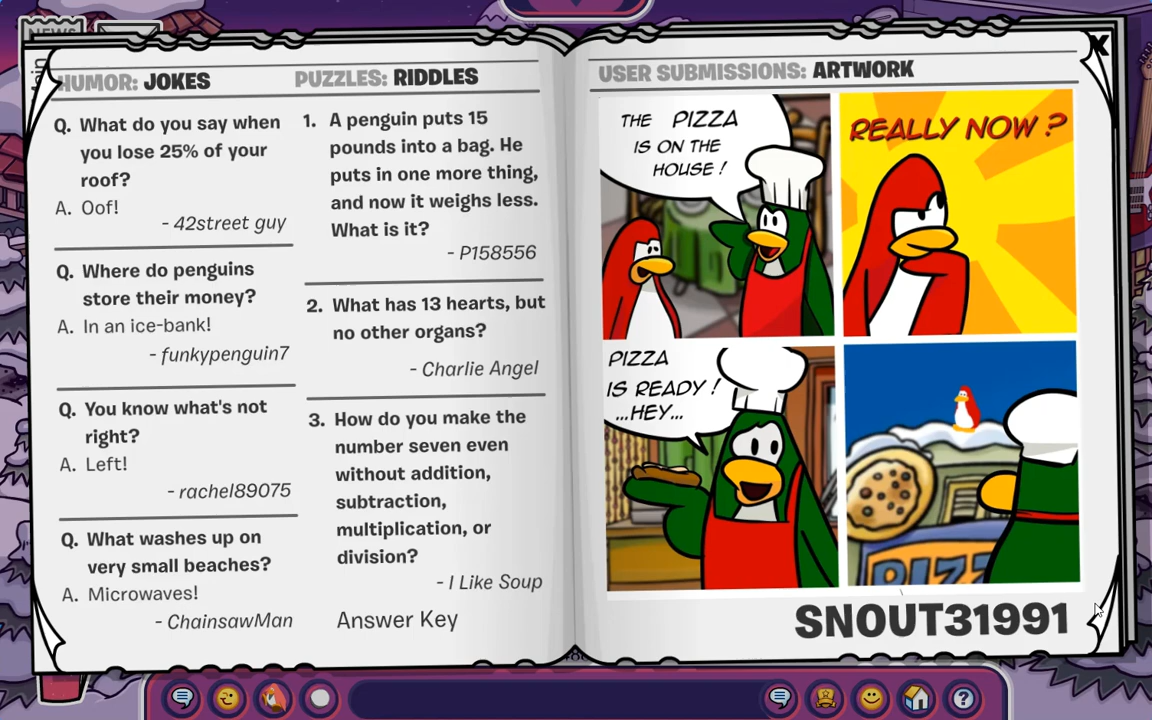 NEWS
HUMOR: JOKES
Q. What do you say when
you lose 25% of your
roof?
A. Oof!
- 42street guy
Q. Where do penguins
store their money?
A. In an ice-bank!
- funkypenguin7
Q. You know what's not
right?
A. Left!
- rachel89075
Q. What washes up on
very small beaches?
A. Microwaves!
- ChainsawMan
PUZZLES: RIDDLES
1. A penguin puts 15
pounds into a bag. He
puts in one more thing,
and now it weighs less.
What is it?
- P158556
2. What has 13 hearts, but
no other organs?
- Charlie Angel
3. How do you make the
number seven even
without addition,
subtraction,
multiplication, or
division?
- I Like Soup
Answer Key
USER SUBMISSIONS: ARTWORK
THE PIZZA
IS ON THE
HOUSE!
REALLY NOW?
PIZZA
IS READY!
...HEY...
PIZZ
SNOUT31991
X
?